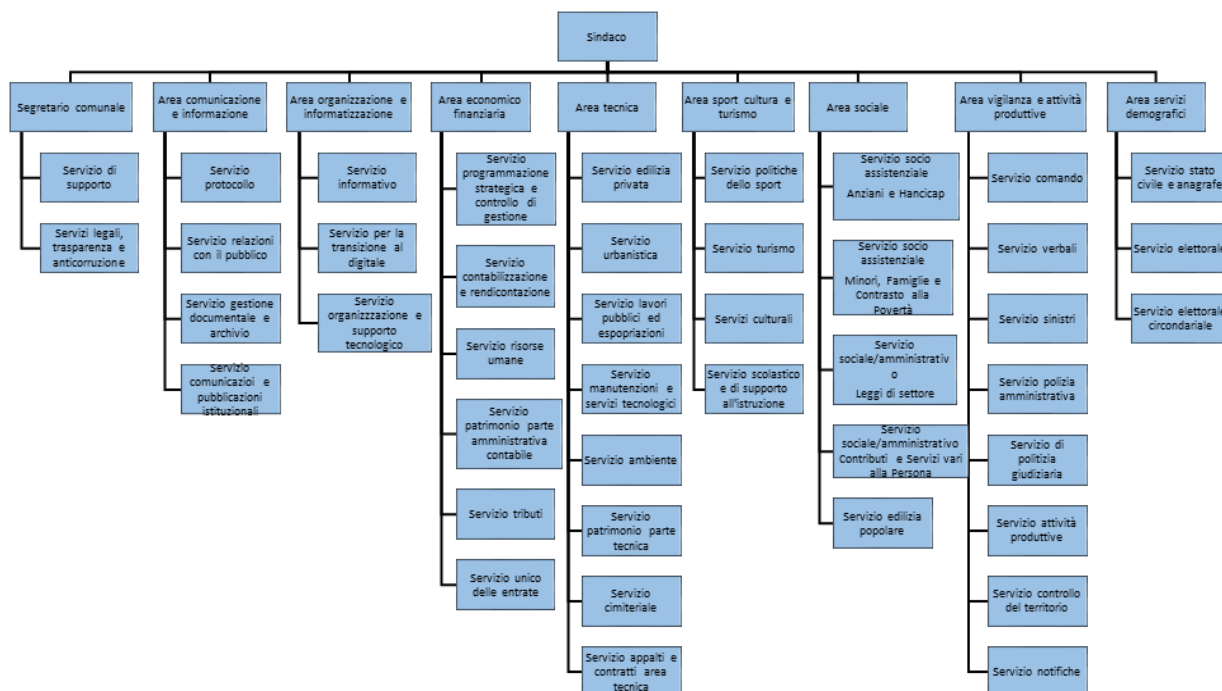 Sindaco
Segretario comunale
Servizio di
supporto
Servizi legali,
trasparenza e
anticorruzione
Area comunicazione
e informazione
Servizio
protocollo
Servizio relazioni
con il pubblico
Servizio gestione
documentale e
archivio
Servizio
comunicazioi e
pubblicazioni
istituzionali
Area organizzazione e
informatizzazione
Servizio
informativo
Servizio per la
transizione al
digitale
Servizio
organizzzazione e
supporto
tecnologico
Area economico
finanziaria
Servizio
programmazione
strategica e
controllo di
gestione
Servizio
contabilizzazione
e rendicontazione
Servizio risorse
umane
Servizio
patrimonio parte
amministrativa
contabile
Servizio tributi
Servizio unico
delle entrate
Area tecnica
Servizio edilizia
privata
Servizio
urbanistica
Servizio lavori
pubblici ed
espopriazioni
Servizio
manutenzioni e
servizi tecnologici
Servizio ambiente
Servizio
patrimonio parte
tecnica
Servizio
cimiteriale
Servizio appalti e
contratti area
tecnica
Area sport cultura e
turismo
Servizio politiche
dello sport
Servizio turismo
Servizi culturali
Servizio scolastico
e di supporto
all'istruzione
Area sociale
Servizio socio
assistenziale
Anziani e Hancicap
Servizio socio
assistenziale
Minori, Famiglie e
Contrasto alla
Povertà
Servizio
sociale/amministrativ
o
Leggi di settore
Servizio
sociale/amministrativo
Contributi e Servizi vari
alla Persona
Servizio edilizia
popolare
Area vigilanza e attività
produttive
Servizio comando
Servizio verbali
Servizio sinistri
Servizio polizia
amministrativa
Servizio di
politizia
giudiziaria
Servizio attività
produttive
Servizio controllo
del territorio
Servizio notifiche
Area servizi
demografici
Servizio stato
civile e anagrafe
Servizio elettorale
Servizio elettorale
circondariale